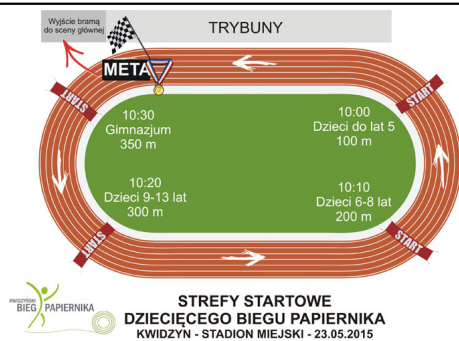 Wyjście bramą
do sceny głównej
TRYBUNY
META
START
START
10:30
Gimnazjum
350 m
10:00
Dzieci do lat 5
100 m
10:20
Dzieci 9-13 lat
300 m
10:10
Dzieci 6-8 lat
200 m
START
START
KWIDZYŃSKI
BIEG PAPIERNIKA
STREFY STARTOWE
DZIECIĘCEGO BIEGU PAPIERNIKA
KWIDZYN - STADION MIEJSKI - 23.05.2015